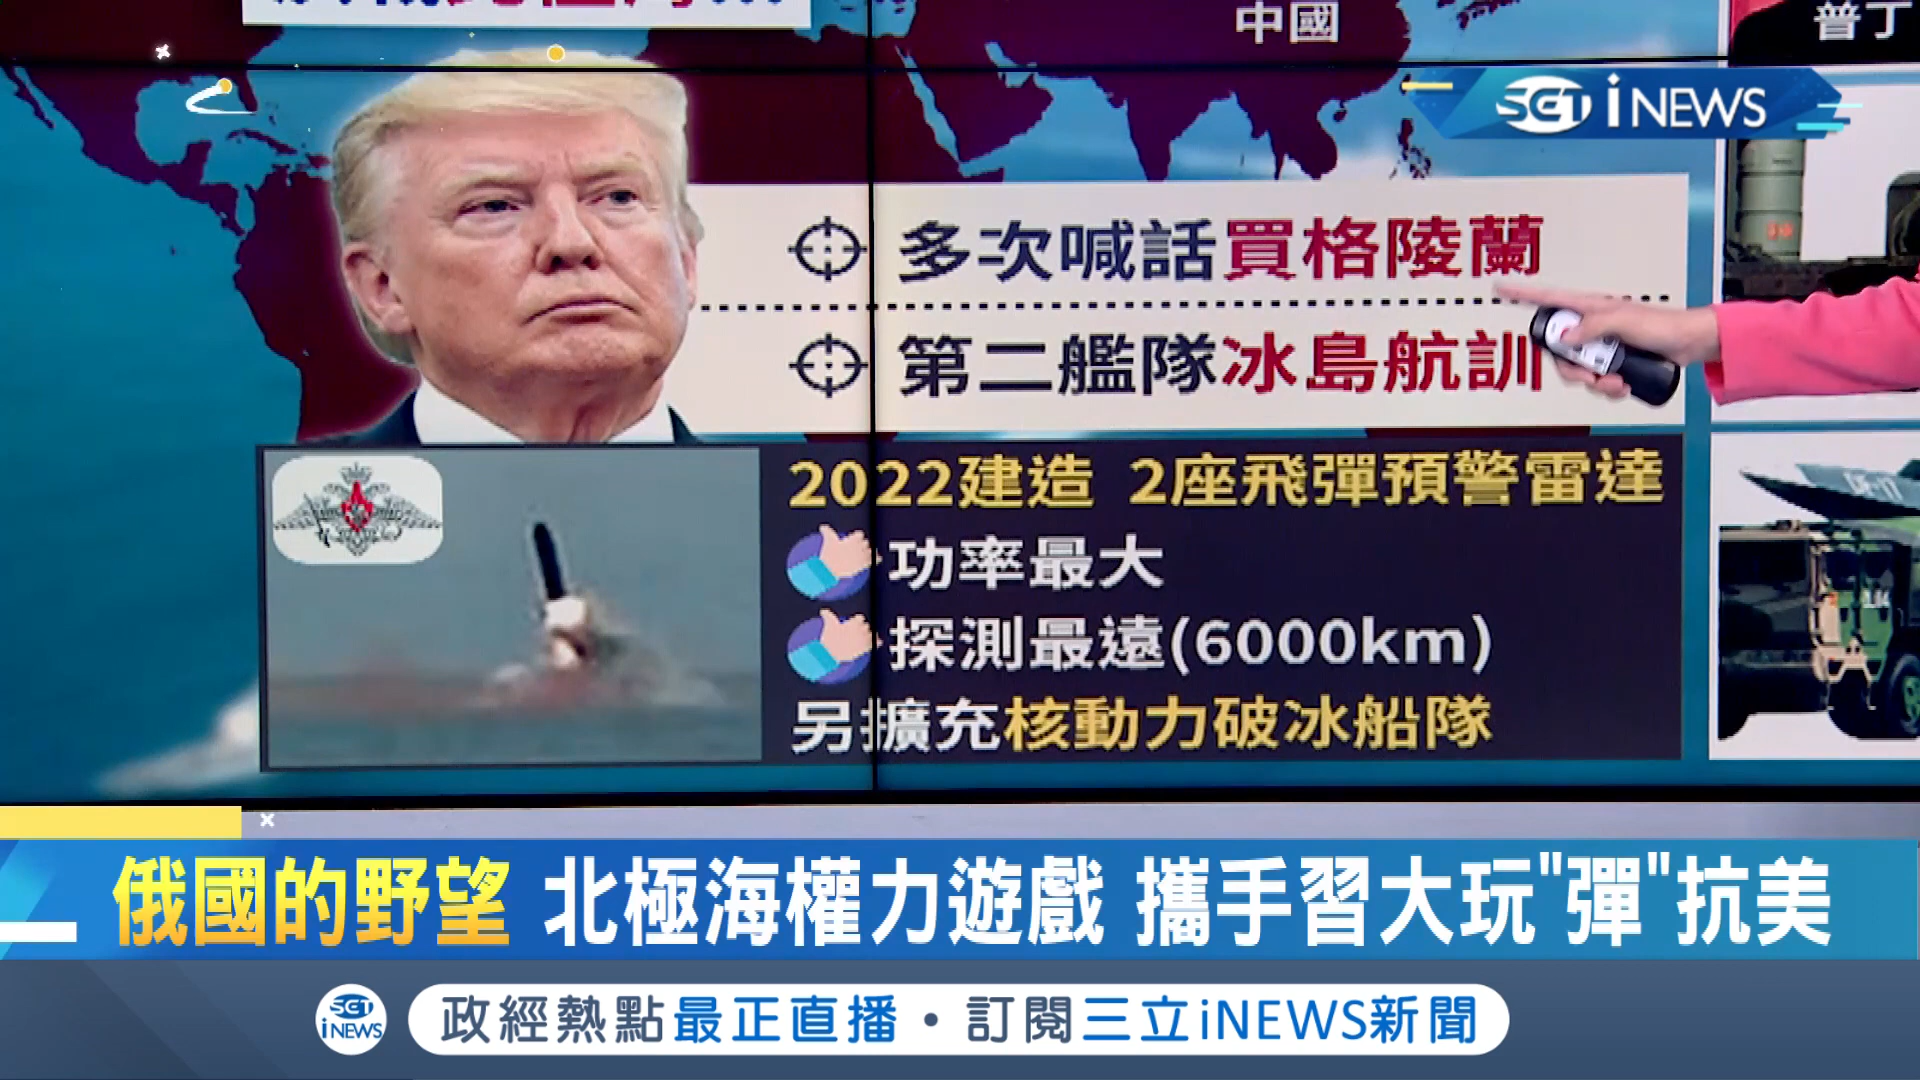 中國
普丁
SET iNEWS
多次喊話買格陵蘭
第二艦隊冰島航訓
2022建造 2座飛彈預警雷達
功率最大
探測最遠(6000km)
另擴充核動力破冰船隊
DF-17
俄國的野望 北極海權力遊戲 攜手習大玩"彈"抗美
SET iNEWS
政經熱點最正直播・訂閱三立iNEWS新聞